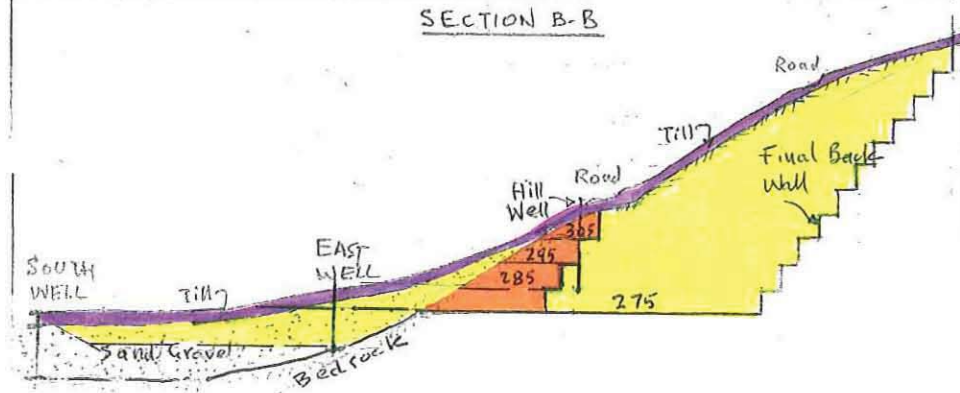 SECTION B-B
Road
Till
Final Back
Wall
Road
Hill
Well
305
295
285
275
EAST
WELL
SOUTH
WELL
Till
Sand Gravel
Bedrock